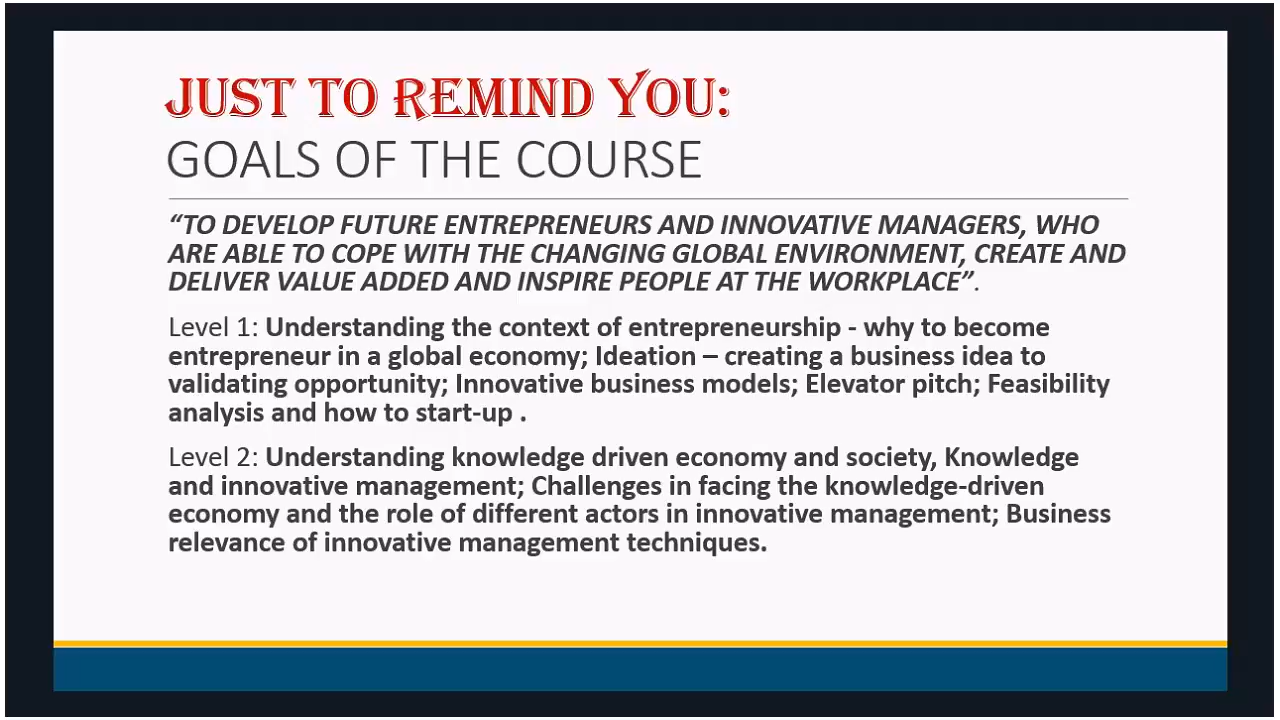 JUST TO REMIND YOU:
GOALS OF THE COURSE
“TO DEVELOP FUTURE ENTREPRENEURS AND INNOVATIVE MANAGERS, WHO
ARE ABLE TO COPE WITH THE CHANGING GLOBAL ENVIRONMENT, CREATE AND
DELIVER VALUE ADDED AND INSPIRE PEOPLE AT THE WORKPLACE”.
Level 1: Understanding the context of entrepreneurship - why to become
entrepreneur in a global economy; Ideation – creating a business idea to
validating opportunity; Innovative business models; Elevator pitch; Feasibility
analysis and how to start-up .
Level 2: Understanding knowledge driven economy and society, Knowledge
and innovative management; Challenges in facing the knowledge-driven
economy and the role of different actors in innovative management; Business
relevance of innovative management techniques.